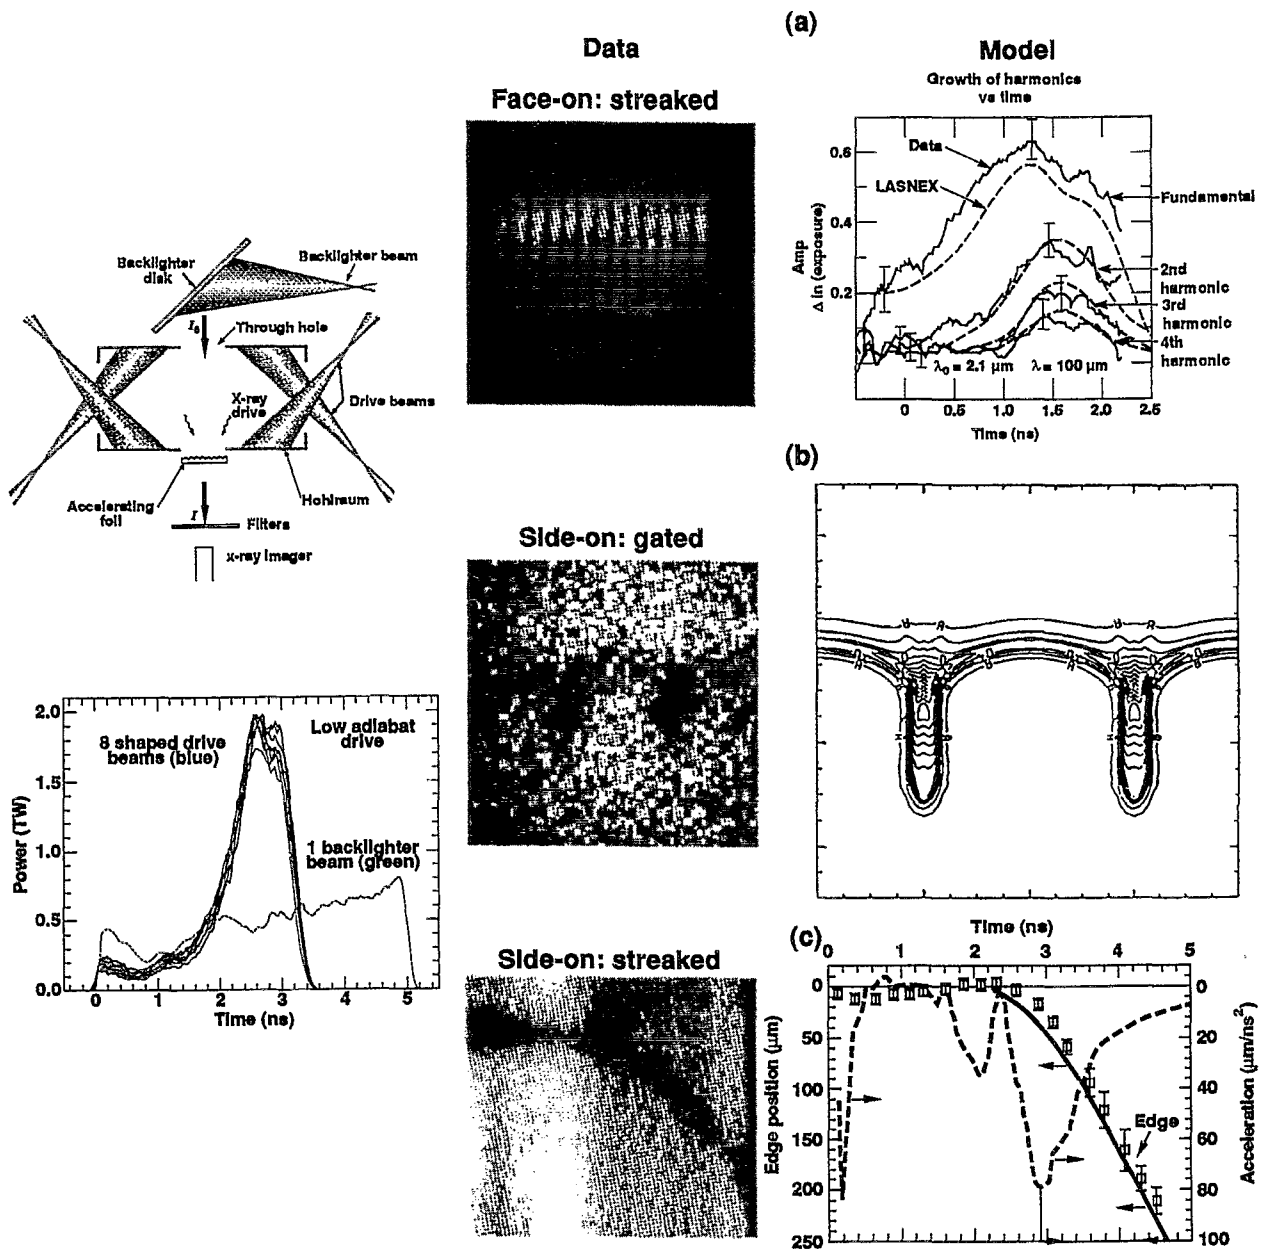 (a)
Data
Model
Face-on: streaked
Growth of harmonics
vs time
0.6
0.4
0.2
Amp
Δ ln (exposure)
Data
LASNEX
Fundamental
2nd
harmonic
3rd
harmonic
4th
harmonic
λ₀ = 2.1 µm
λ = 100 µm
0
0.5
1.0
1.5
2.0
2.5
Time (ns)
Backlighter
disk
Backlighter beam
I₀
Through hole
X-ray
drive
Drive beams
Accelerating
foil
I
Hohlraum
Filters
x-ray imager
(b)
Side-on: gated
2.0
1.5
1.0
0.5
0.0
Power (TW)
8 shaped drive
beams (blue)
Low adiabat
drive
1 backlighter
beam (green)
0
1
2
3
4
5
Time (ns)
(c)
Side-on: streaked
Time (ns)
0
1
2
3
4
5
0
50
100
150
200
250
Edge position (µm)
Edge
0
20
40
60
80
100
Acceleration (µm/ns²)